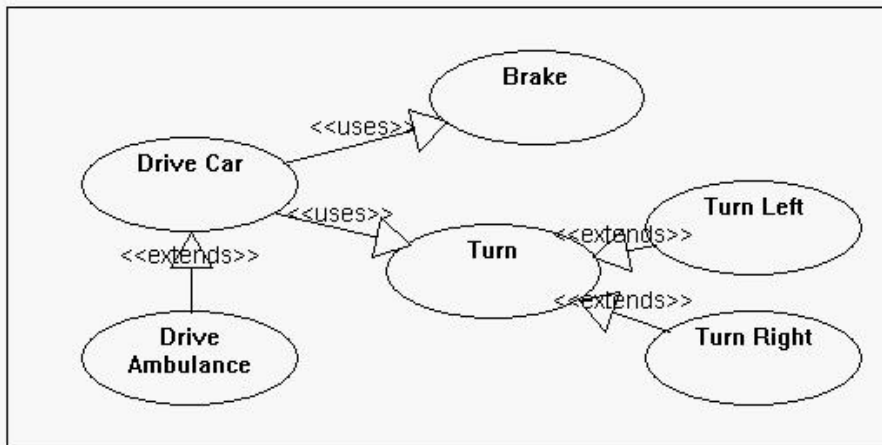 Brake
<<uses>>
Drive Car
<<uses>>
Turn Left
<<extends>>
Turn
<<extends>>
<<extends>>
Drive
Ambulance
Turn Right